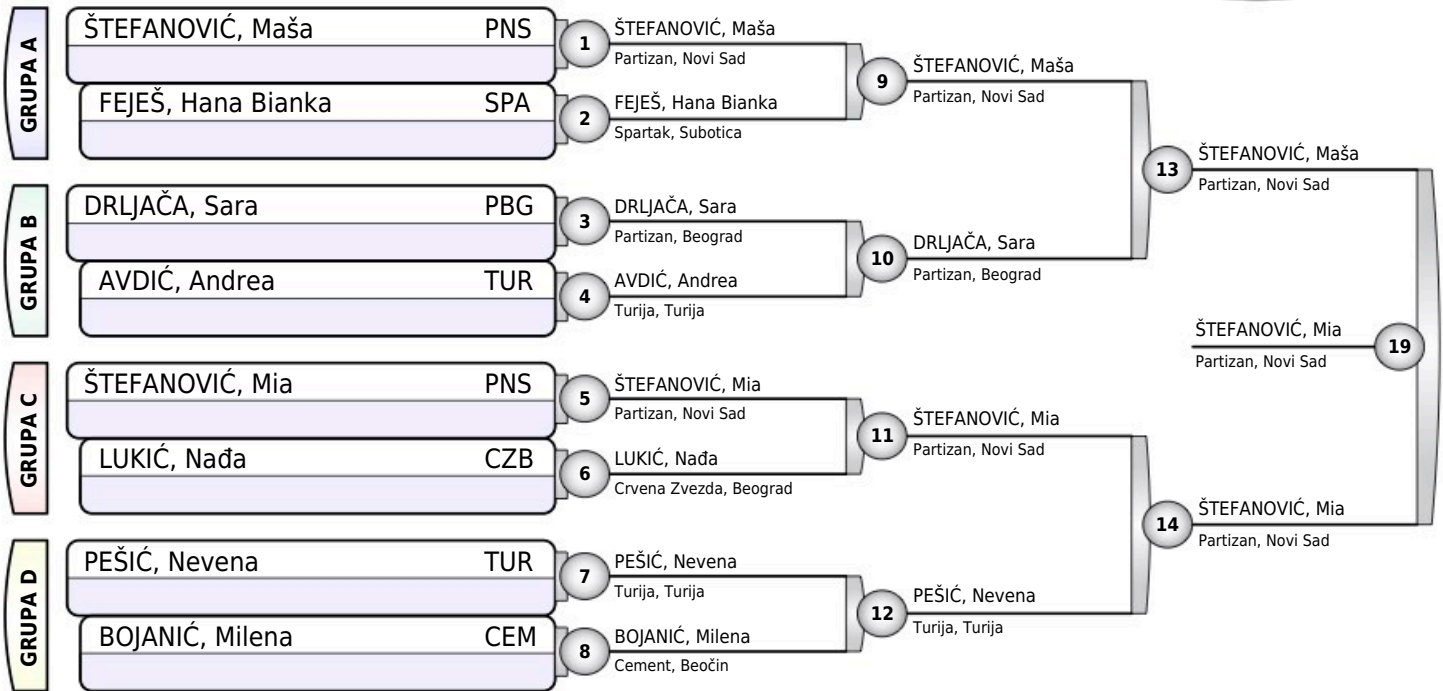 GRUPA A
ŠTEFANOVIĆ, Maša PNS
FEJEŠ, Hana Bianka SPA
GRUPA B
DRLJAČA, Sara PBG
AVDIĆ, Andrea TUR
GRUPA C
ŠTEFANOVIĆ, Mia PNS
LUKIĆ, Nađa CZB
GRUPA D
PEŠIĆ, Nevena TUR
BOJANIĆ, Milena CEM
1
ŠTEFANOVIĆ, Maša
Partizan, Novi Sad
2
FEJEŠ, Hana Bianka
Spartak, Subotica
3
DRLJAČA, Sara
Partizan, Beograd
4
AVDIĆ, Andrea
Turija, Turija
5
ŠTEFANOVIĆ, Mia
Partizan, Novi Sad
6
LUKIĆ, Nađa
Crvena Zvezda, Beograd
7
PEŠIĆ, Nevena
Turija, Turija
8
BOJANIĆ, Milena
Cement, Beočin
9
ŠTEFANOVIĆ, Maša
Partizan, Novi Sad
10
DRLJAČA, Sara
Partizan, Beograd
11
ŠTEFANOVIĆ, Mia
Partizan, Novi Sad
12
PEŠIĆ, Nevena
Turija, Turija
13
ŠTEFANOVIĆ, Maša
Partizan, Novi Sad
14
ŠTEFANOVIĆ, Mia
Partizan, Novi Sad
ŠTEFANOVIĆ, Mia
Partizan, Novi Sad
19